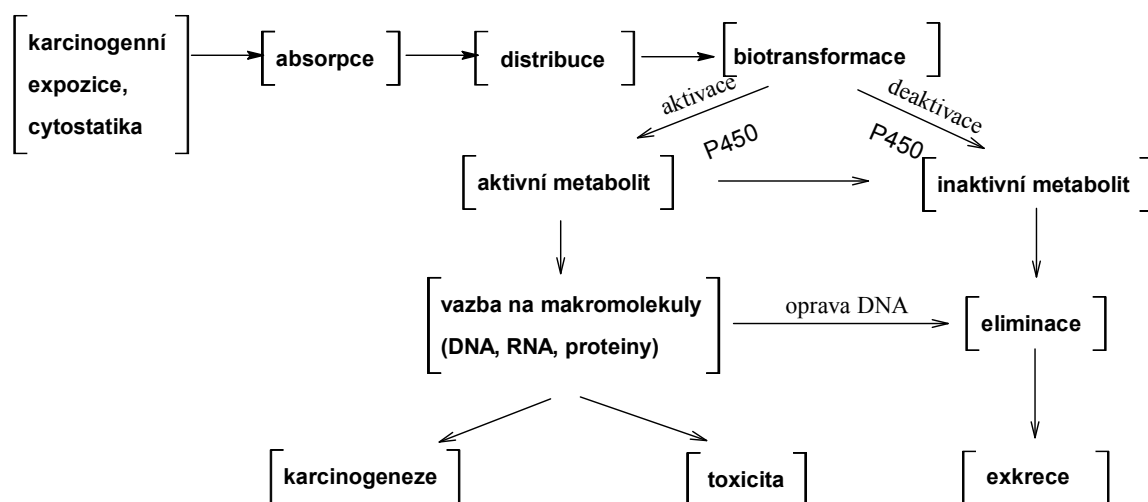 karcinogenní
expozice,
cytostatika
absorpce
distribuce
biotransformace
aktivace
deaktivace
P450
P450
aktivní metabolit
inaktivní metabolit
vazba na makromolekuly
(DNA, RNA, proteiny)
oprava DNA
eliminace
karcinogeneze
toxicita
exkrece